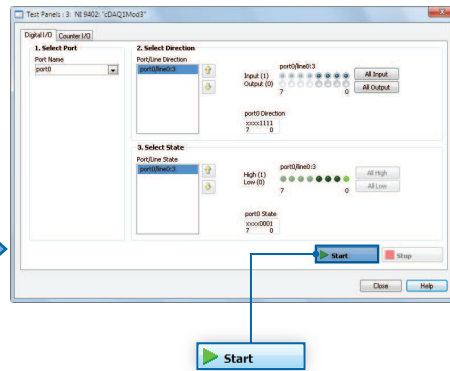 Test Panels : 3: NI 9402: "cDAQ1Mod3"
Digital I/O Counter I/O
1. Select Port
Port Name
port0
2. Select Direction
Port/Line Direction
port0/line0:3
port0/line0:3
Input (1)
Output (0)
All Input
All Output
7 0
port0 Direction
xxxx1111
7 0
3. Select State
Port/Line State
port0/line0:3
port0/line0:3
High (1)
Low (0)
All High
All Low
7 0
port0 State
xxxx0001
7 0
Start Stop
Close Help
Start